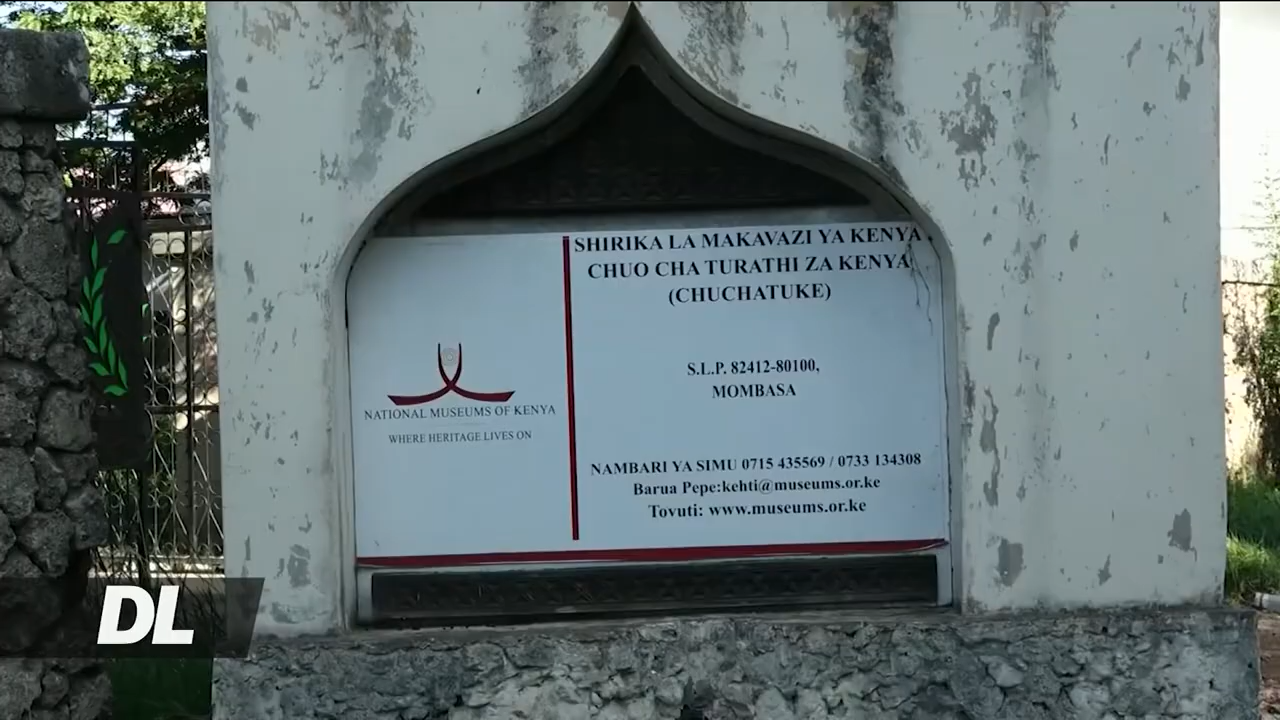 SHIRIKA LA MAKAVAZI YA KENYA
CHUO CHA TURATHI ZA KENYA
(CHUCHATUKE)
S.L.P. 82412-80100,
MOMBASA
NATIONAL MUSEUMS OF KENYA
WHERE HERITAGE LIVES ON
NAMBARI YA SIMU 0715 435569 / 0733 134308
Barua Pepe:kehti@museums.or.ke
Tovuti: www.museums.or.ke
DL